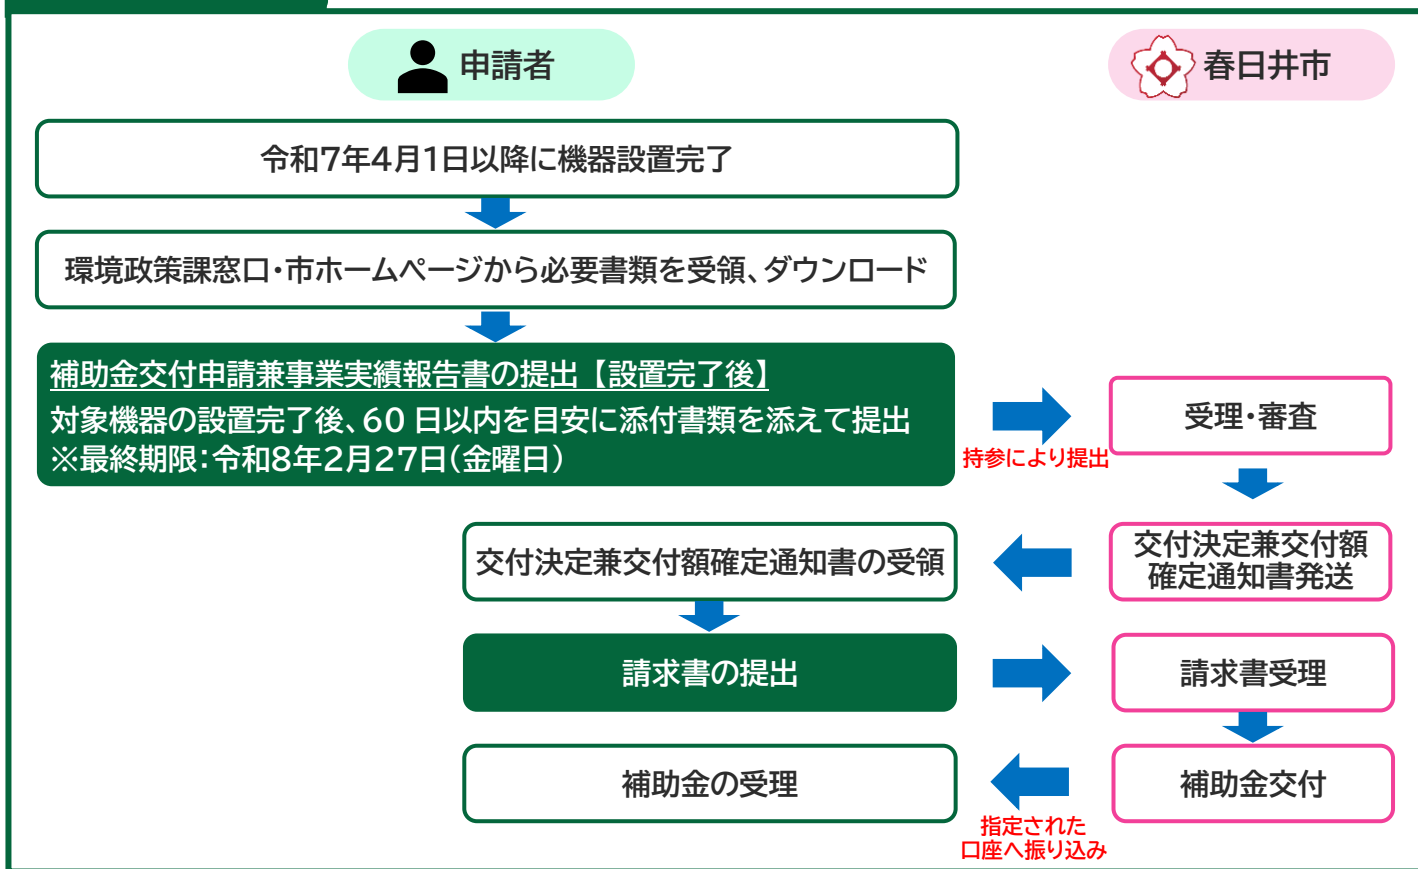 申請者
春日井市
令和7年4月1日以降に機器設置完了
環境政策課窓口・市ホームページから必要書類を受領、ダウンロード
補助金交付申請兼事業実績報告書の提出【設置完了後】
対象機器の設置完了後、60日以内を目安に添付書類を添えて提出
※最終期限：令和8年2月27日（金曜日）
持参により提出
受理・審査
交付決定兼交付額
確定通知書発送
交付決定兼交付額確定通知書の受領
請求書の提出
請求書受理
補助金交付
指定された
口座へ振り込み
補助金の受理